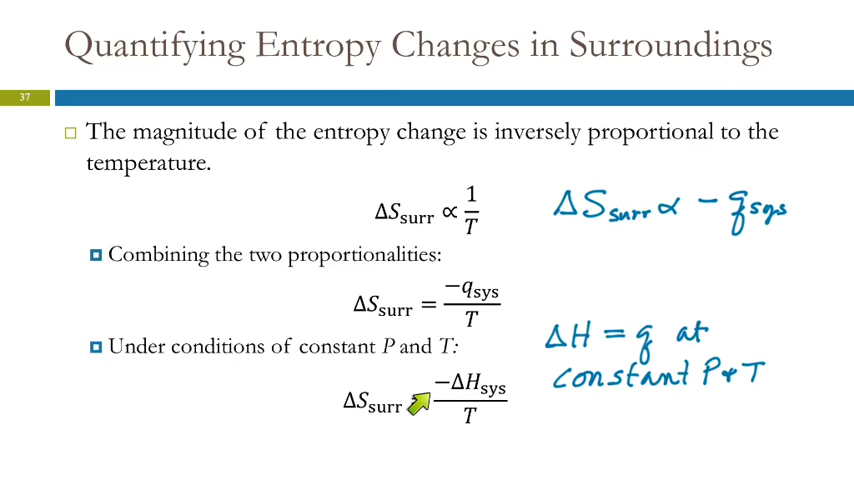 Quantifying Entropy Changes in Surroundings
37
The magnitude of the entropy change is inversely proportional to the
temperature.
ΔS_surr ∝ 1/T
ΔS_surr ∝ − q_sys
Combining the two proportionalities:
ΔS_surr = −q_sys/T
Under conditions of constant P and T:
ΔH = q at
constant P & T
ΔS_surr −ΔH_sys/T